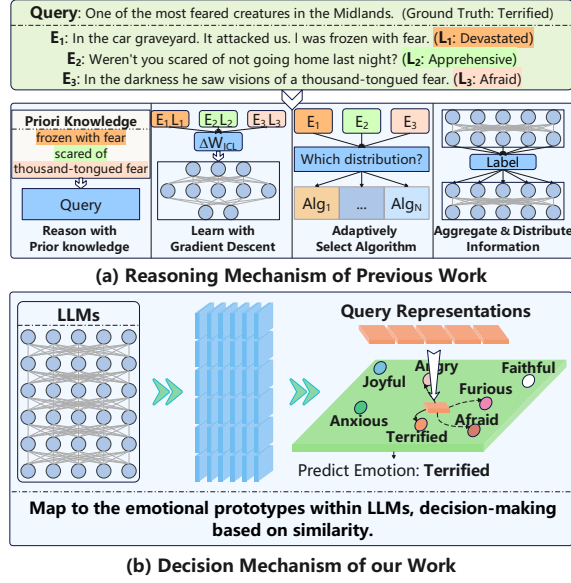 Query: One of the most feared creatures in the Midlands. (Ground Truth: Terrified)
E1: In the car graveyard. It attacked us. I was frozen with fear. (L1: Devastated)
E2: Weren't you scared of not going home last night? (L2: Apprehensive)
E3: In the darkness he saw visions of a thousand-tongued fear. (L3: Afraid)
Priori Knowledge
frozen with fear
scared of
thousand-tongued fear
Query
Reason with
Prior knowledge
E1L1 E2L2 E3L3
ΔWICL
Learn with
Gradient Descent
E1 E2 E3
Which distribution?
Alg1 ... AlgN
Adaptively
Select Algorithm
Label
Aggregate & Distribute
Information
(a) Reasoning Mechanism of Previous Work
LLMs
Query Representations
Angry
Joyful
Faithful
Furious
Anxious
Terrified
Afraid
Predict Emotion: Terrified
Map to the emotional prototypes within LLMs, decision-making
based on similarity.
(b) Decision Mechanism of our Work